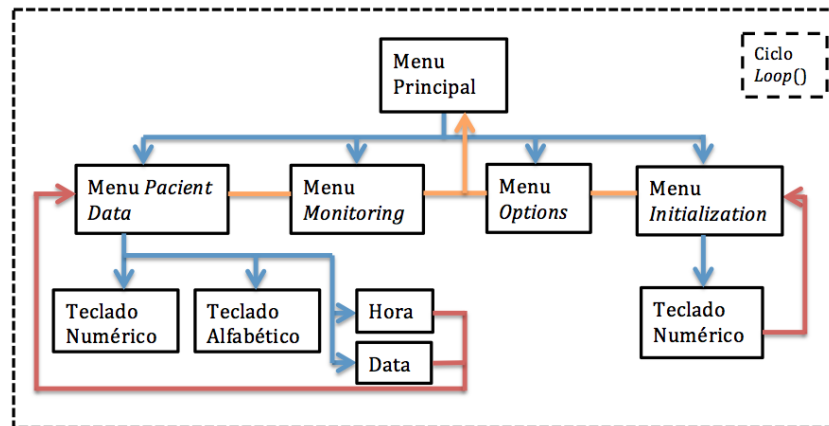 Menu
Principal
Ciclo
Loop()
Menu Pacient
Data
Menu
Monitoring
Menu
Options
Menu
Initialization
Teclado
Numérico
Teclado
Alfabético
Hora
Data
Teclado
Numérico